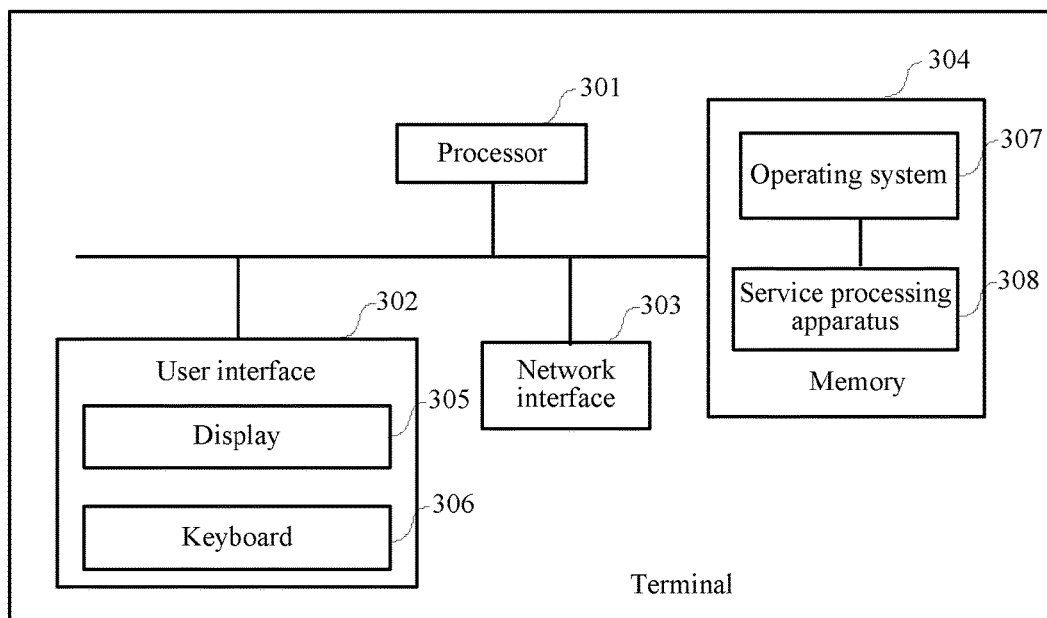 304
301
307
Processor
Operating system
308
Service processing
apparatus
302
303
User interface
Network
interface
Memory
305
Display
306
Keyboard
Terminal